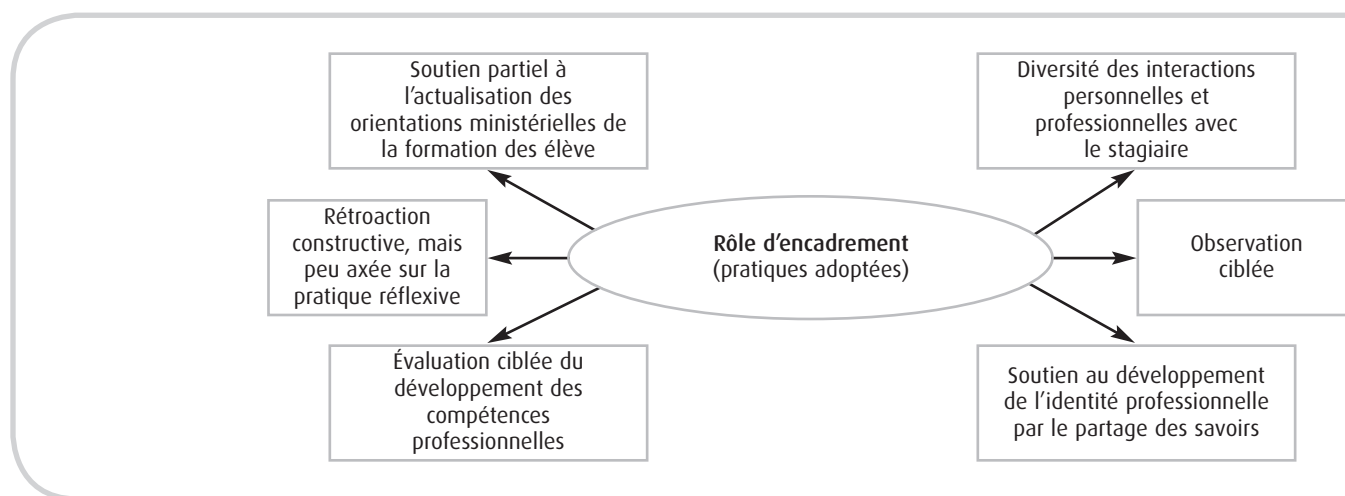 Soutien partiel à
l'actualisation des
orientations ministérielles de
la formation des élève
Diversité des interactions
personnelles et
professionnelles avec
le stagiaire
Rétroaction
constructive, mais
peu axée sur la
pratique réflexive
Rôle d'encadrement
(pratiques adoptées)
Observation
ciblée
Évaluation ciblée du
développement des
compétences
professionnelles
Soutien au développement
de l'identité professionnelle
par le partage des savoirs